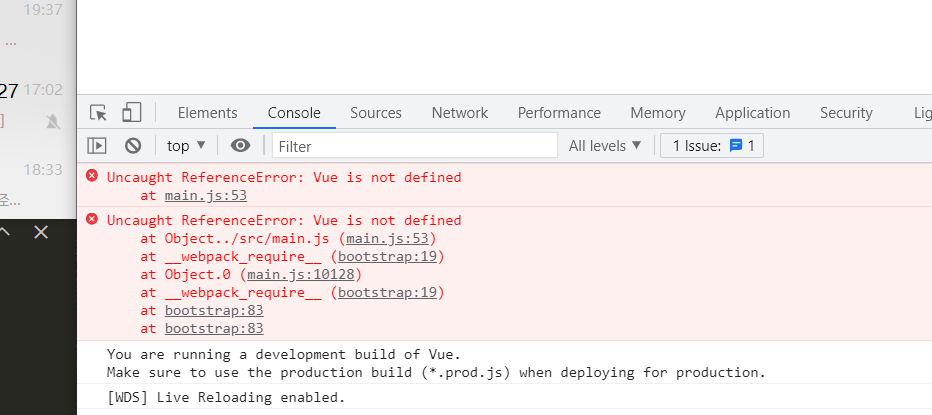 19:37
...
27 17:02
]
18:33
径...
Elements Console Sources Network Performance Memory Application Security Lig
top Filter All levels 1 Issue: 1
Uncaught ReferenceError: Vue is not defined
at main.js:53
Uncaught ReferenceError: Vue is not defined
at Object../src/main.js (main.js:53)
at __webpack_require__ (bootstrap:19)
at Object.0 (main.js:10128)
at __webpack_require__ (bootstrap:19)
at bootstrap:83
at bootstrap:83
You are running a development build of Vue.
Make sure to use the production build (*.prod.js) when deploying for production.
[WDS] Live Reloading enabled.